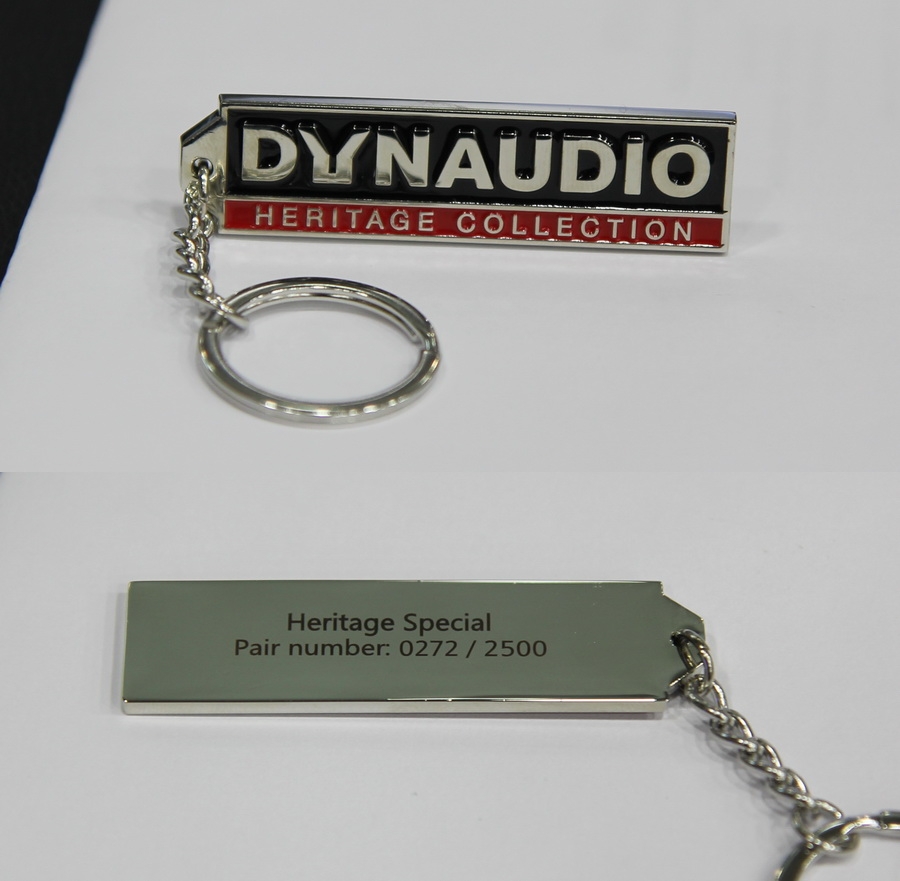 DYNAUDIO
HERITAGE COLLECTION
Heritage Special
Pair number: 0272 / 2500